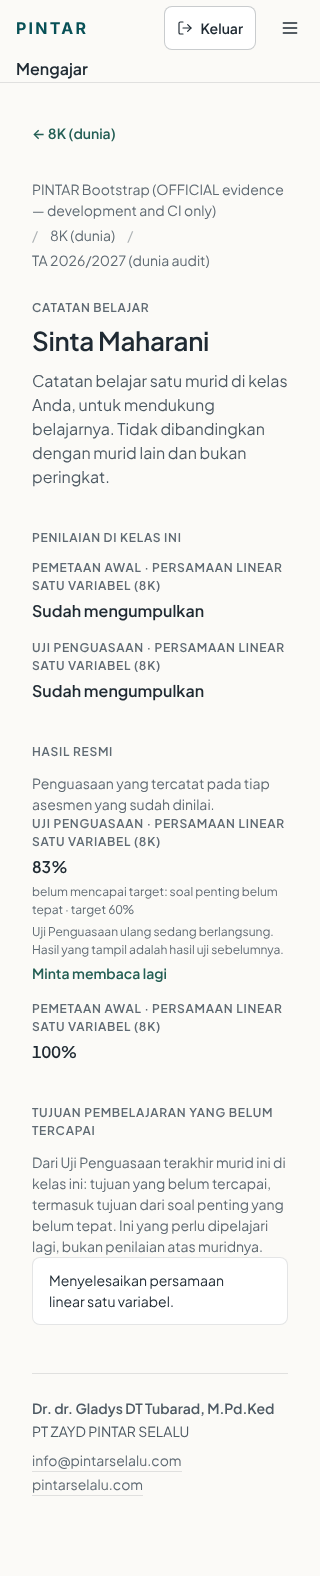 PINTAR
Keluar
Mengajar
← 8K (dunia)
PINTAR Bootstrap (OFFICIAL evidence
— development and CI only)
/ 8K (dunia) /
TA 2026/2027 (dunia audit)
CATATAN BELAJAR
Sinta Maharani
Catatan belajar satu murid di kelas
Anda, untuk mendukung
belajarnya. Tidak dibandingkan
dengan murid lain dan bukan
peringkat.
PENILAIAN DI KELAS INI
PEMETAAN AWAL · PERSAMAAN LINEAR
SATU VARIABEL (8K)
Sudah mengumpulkan
UJI PENGUASAAN · PERSAMAAN LINEAR
SATU VARIABEL (8K)
Sudah mengumpulkan
HASIL RESMI
Penguasaan yang tercatat pada tiap
asesmen yang sudah dinilai.
UJI PENGUASAAN · PERSAMAAN LINEAR
SATU VARIABEL (8K)
83%
belum mencapai target: soal penting belum
tepat · target 60%
Uji Penguasaan ulang sedang berlangsung.
Hasil yang tampil adalah hasil uji sebelumnya.
Minta membaca lagi
PEMETAAN AWAL · PERSAMAAN LINEAR
SATU VARIABEL (8K)
100%
TUJUAN PEMBELAJARAN YANG BELUM
TERCAPAI
Dari Uji Penguasaan terakhir murid ini di
kelas ini: tujuan yang belum tercapai,
termasuk tujuan dari soal penting yang
belum tepat. Ini yang perlu dipelajari
lagi, bukan penilaian atas muridnya.
Menyelesaikan persamaan
linear satu variabel.
Dr. dr. Gladys DT Tubarad, M.Pd.Ked
PT ZAYD PINTAR SELALU
info@pintarselalu.com
pintarselalu.com